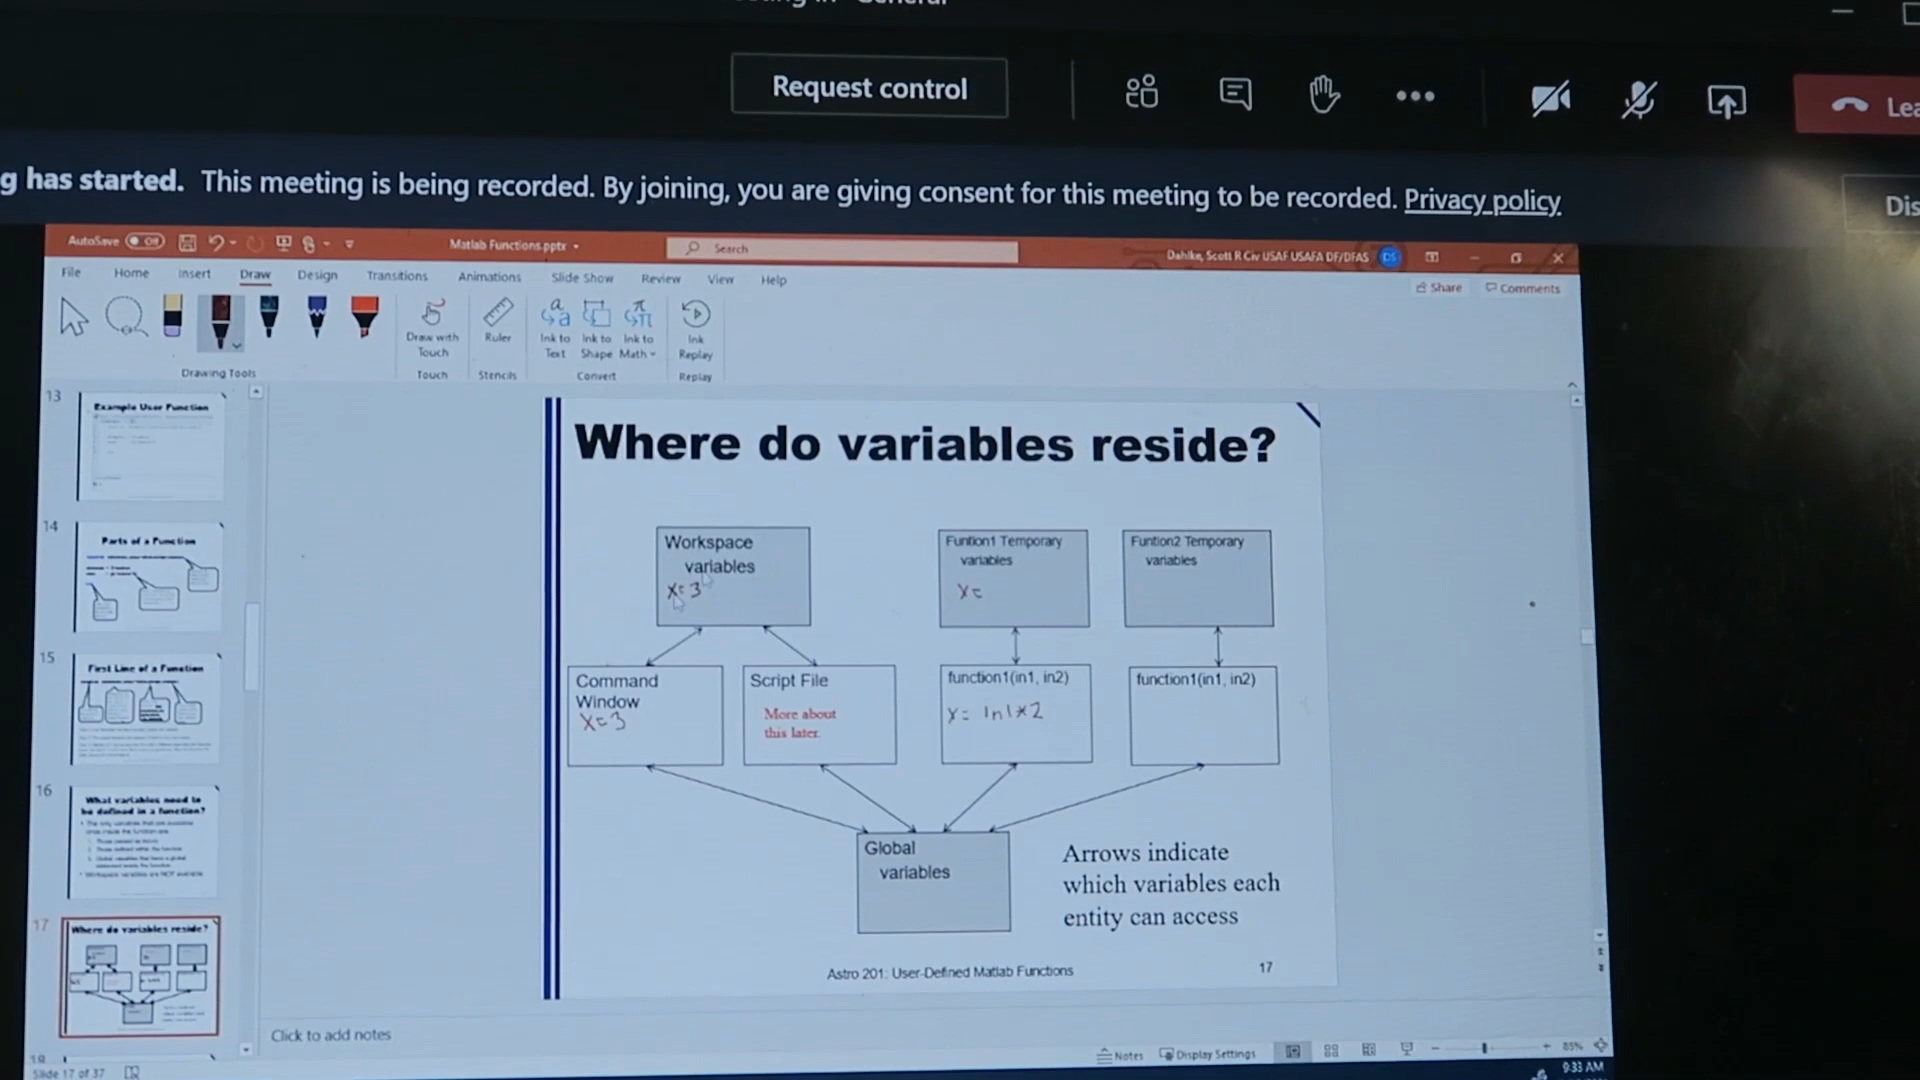 Request control
Lea
g has started. This meeting is being recorded. By joining, you are giving consent for this meeting to be recorded. Privacy policy
Dis
AutoSave Off
Matlab Functions.pptx
Search
Dahlke, Scott R Civ USAF USAFA DF/DFAS
DS
File Home Insert Draw Design Transitions Animations Slide Show Review View Help
Share Comments
Draw with Touch
Ruler
Ink to Text
Ink to Shape
Ink to Math
Ink Replay
Drawing Tools
Touch
Stencils
Convert
Replay
13
Example User Function
14
Parts of a Function
15
First Line of a Function
16
What variables need to
be defined in a function?
17
Where do variables reside?
Where do variables reside?
Workspace
variables
x=3
Funtion1 Temporary
variables
Y=
Funtion2 Temporary
variables
Command
Window
X=3
Script File
More about
this later.
function1(in1, in2)
Y= In1*2
function1(in1, in2)
Global
variables
Arrows indicate
which variables each
entity can access
Astro 201: User-Defined Matlab Functions
17
Click to add notes
18
Slide 17 of 37
Notes
Display Settings
85%
9:33 AM